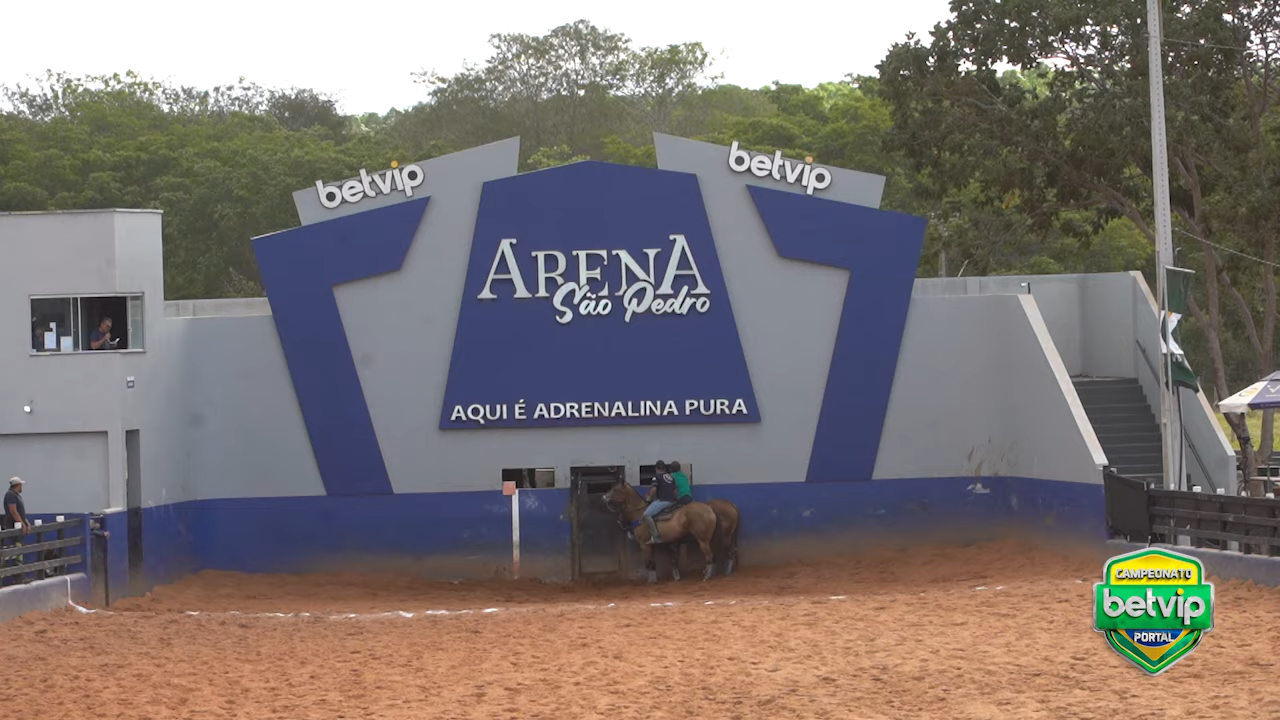 betvip
betvip
ARENA
São Pedro
AQUI É ADRENALINA PURA
CAMPEONATO
betvip
PORTAL